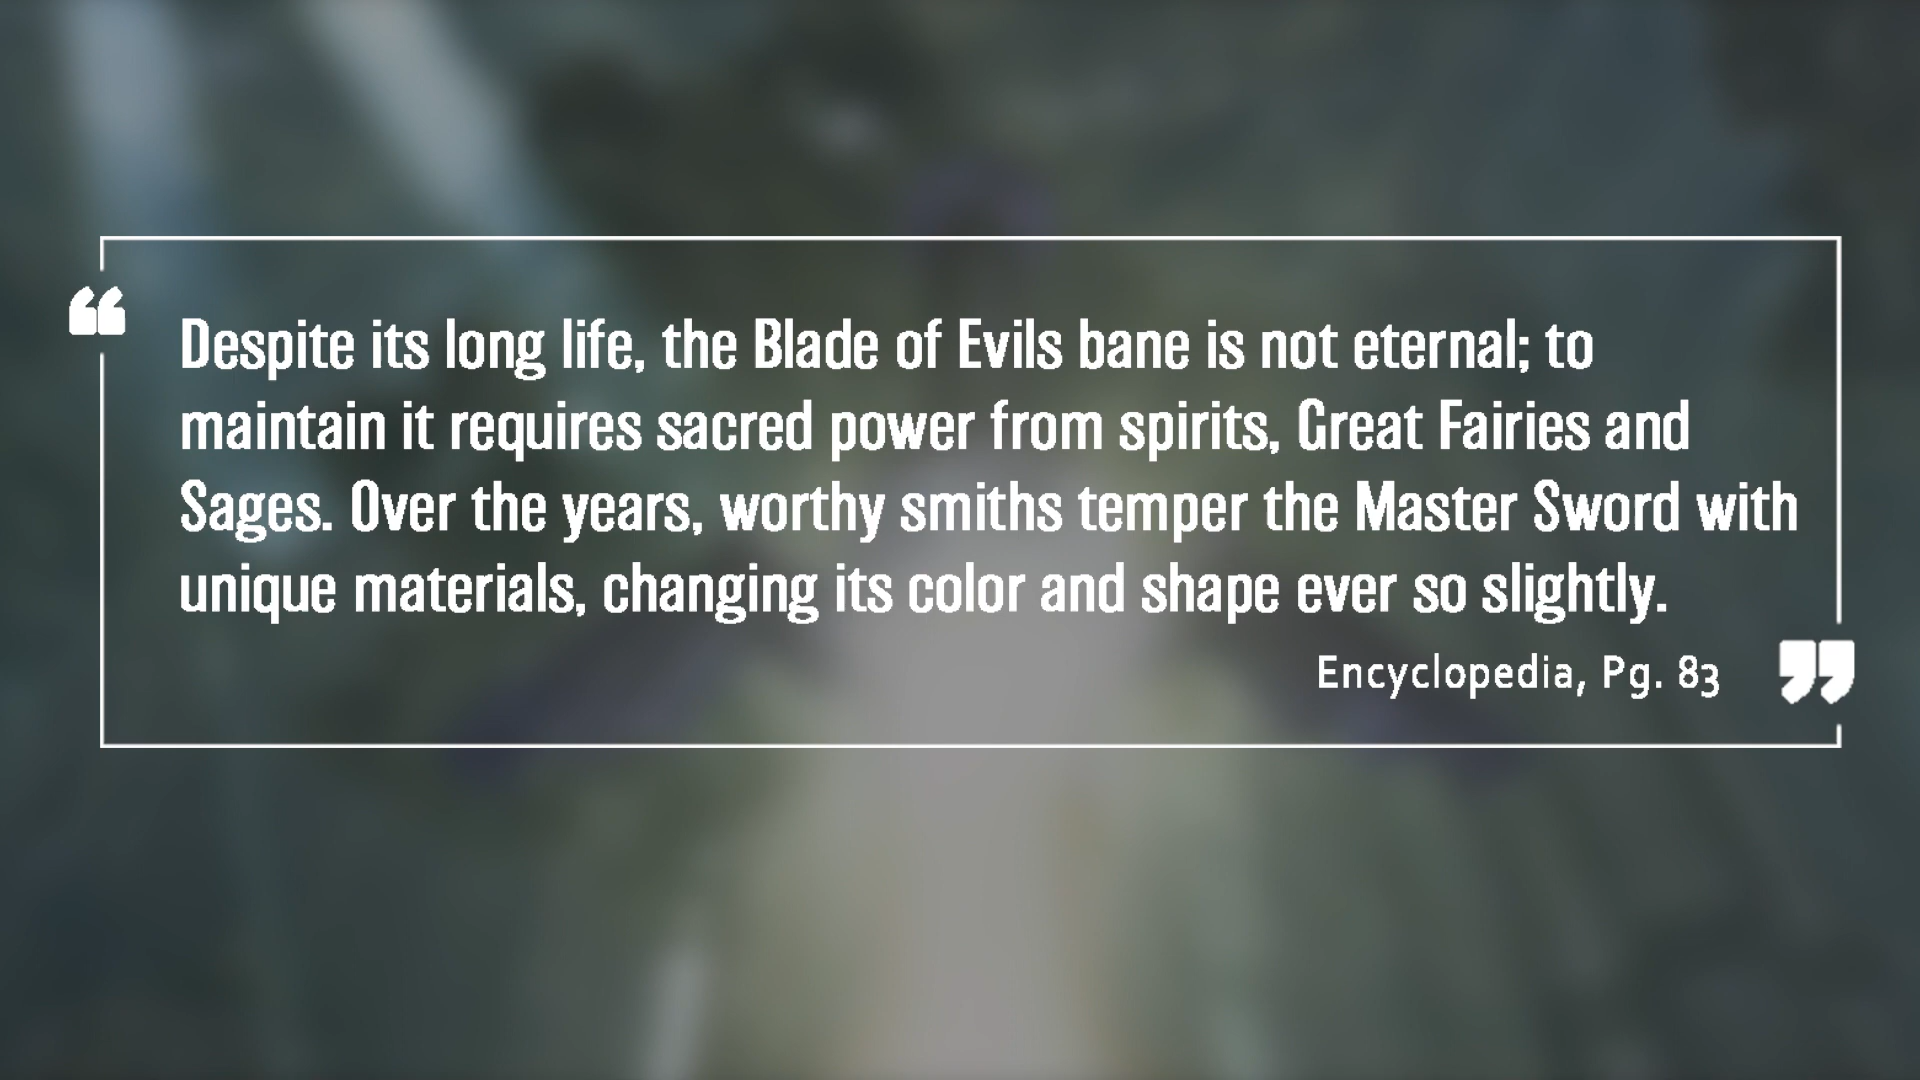 “
Despite its long life, the Blade of Evils bane is not eternal; to
maintain it requires sacred power from spirits, Great Fairies and
Sages. Over the years, worthy smiths temper the Master Sword with
unique materials, changing its color and shape ever so slightly.
Encyclopedia, Pg. 83
”